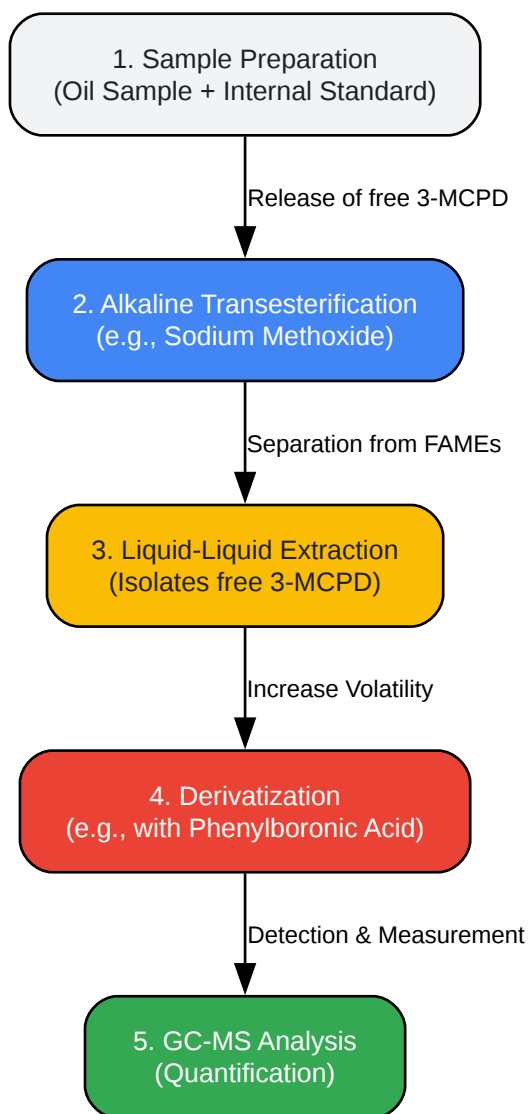 1. Sample Preparation
(Oil Sample + Internal Standard)
Release of free 3-MCPD
2. Alkaline Transesterification
(e.g., Sodium Methoxide)
Separation from FAMEs
3. Liquid-Liquid Extraction
(Isolates free 3-MCPD)
Increase Volatility
4. Derivatization
(e.g., with Phenylboronic Acid)
Detection & Measurement
5. GC-MS Analysis
(Quantification)